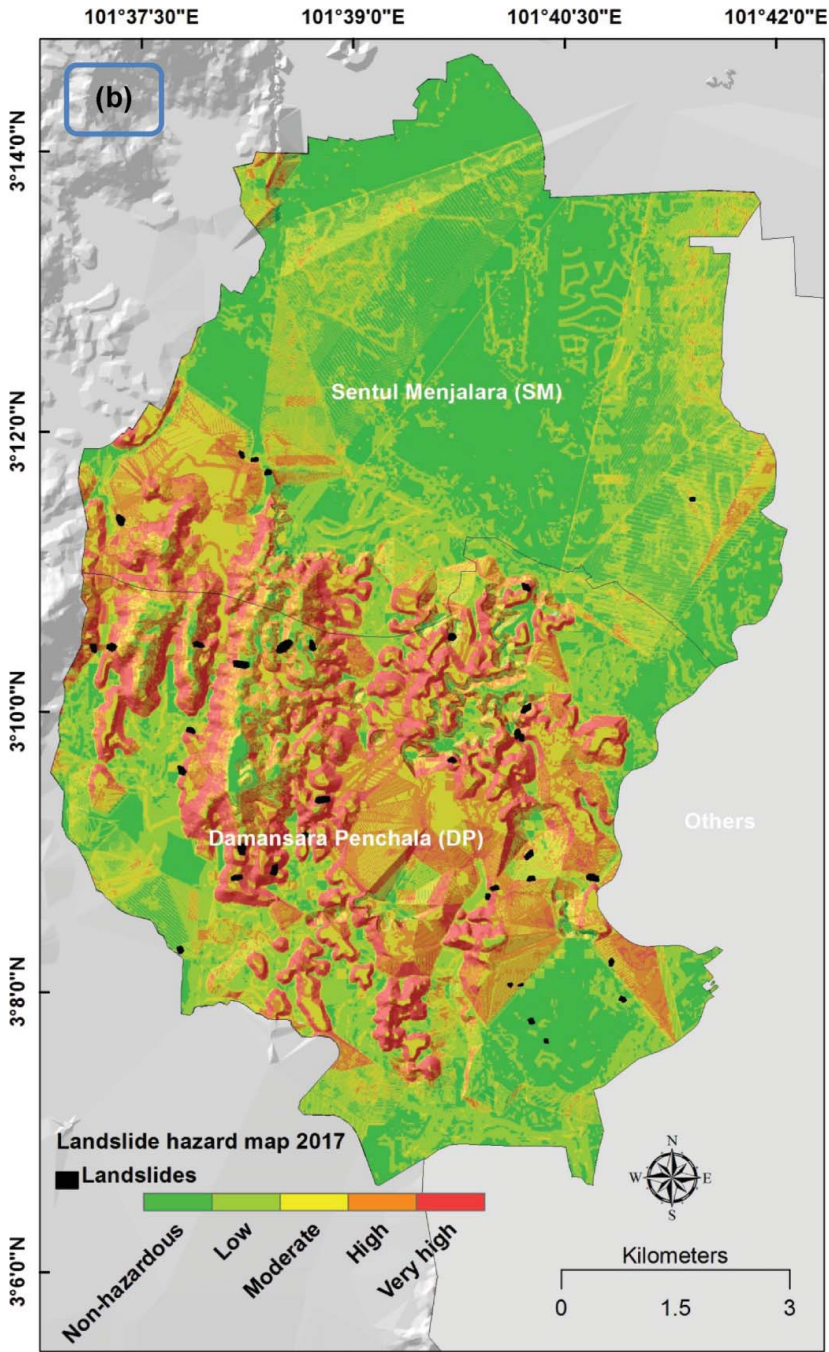 101°37'30"E 101°39'0"E 101°40'30"E 101°42'0"E
(b)
3°14'0"N
Sentul Menjalara (SM)
3°12'0"N
3°10'0"N
Others
Damansara Penchala (DP)
3°8'0"N
Landslide hazard map 2017
Landslides
N
W E
S
Non-hazardous Low Moderate High Very high
3°6'0"N
Kilometers
0 1.5 3